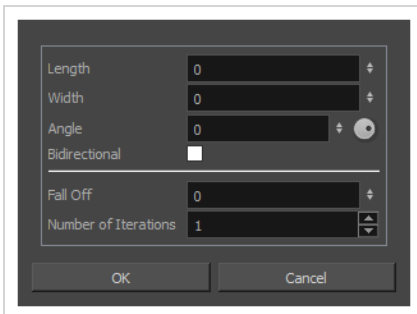 Length 0
Width 0
Angle 0
Bidirectional
Fall Off 0
Number of Iterations 1
OK Cancel